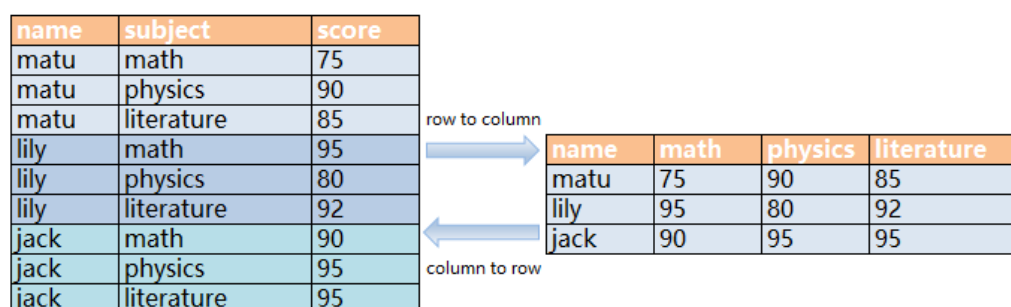 name subject score
matu math 75
matu physics 90
matu literature 85
lily math 95
lily physics 80
lily literature 92
jack math 90
jack physics 95
jack literature 95
row to column
column to row
name math physics literature
matu 75 90 85
lily 95 80 92
jack 90 95 95